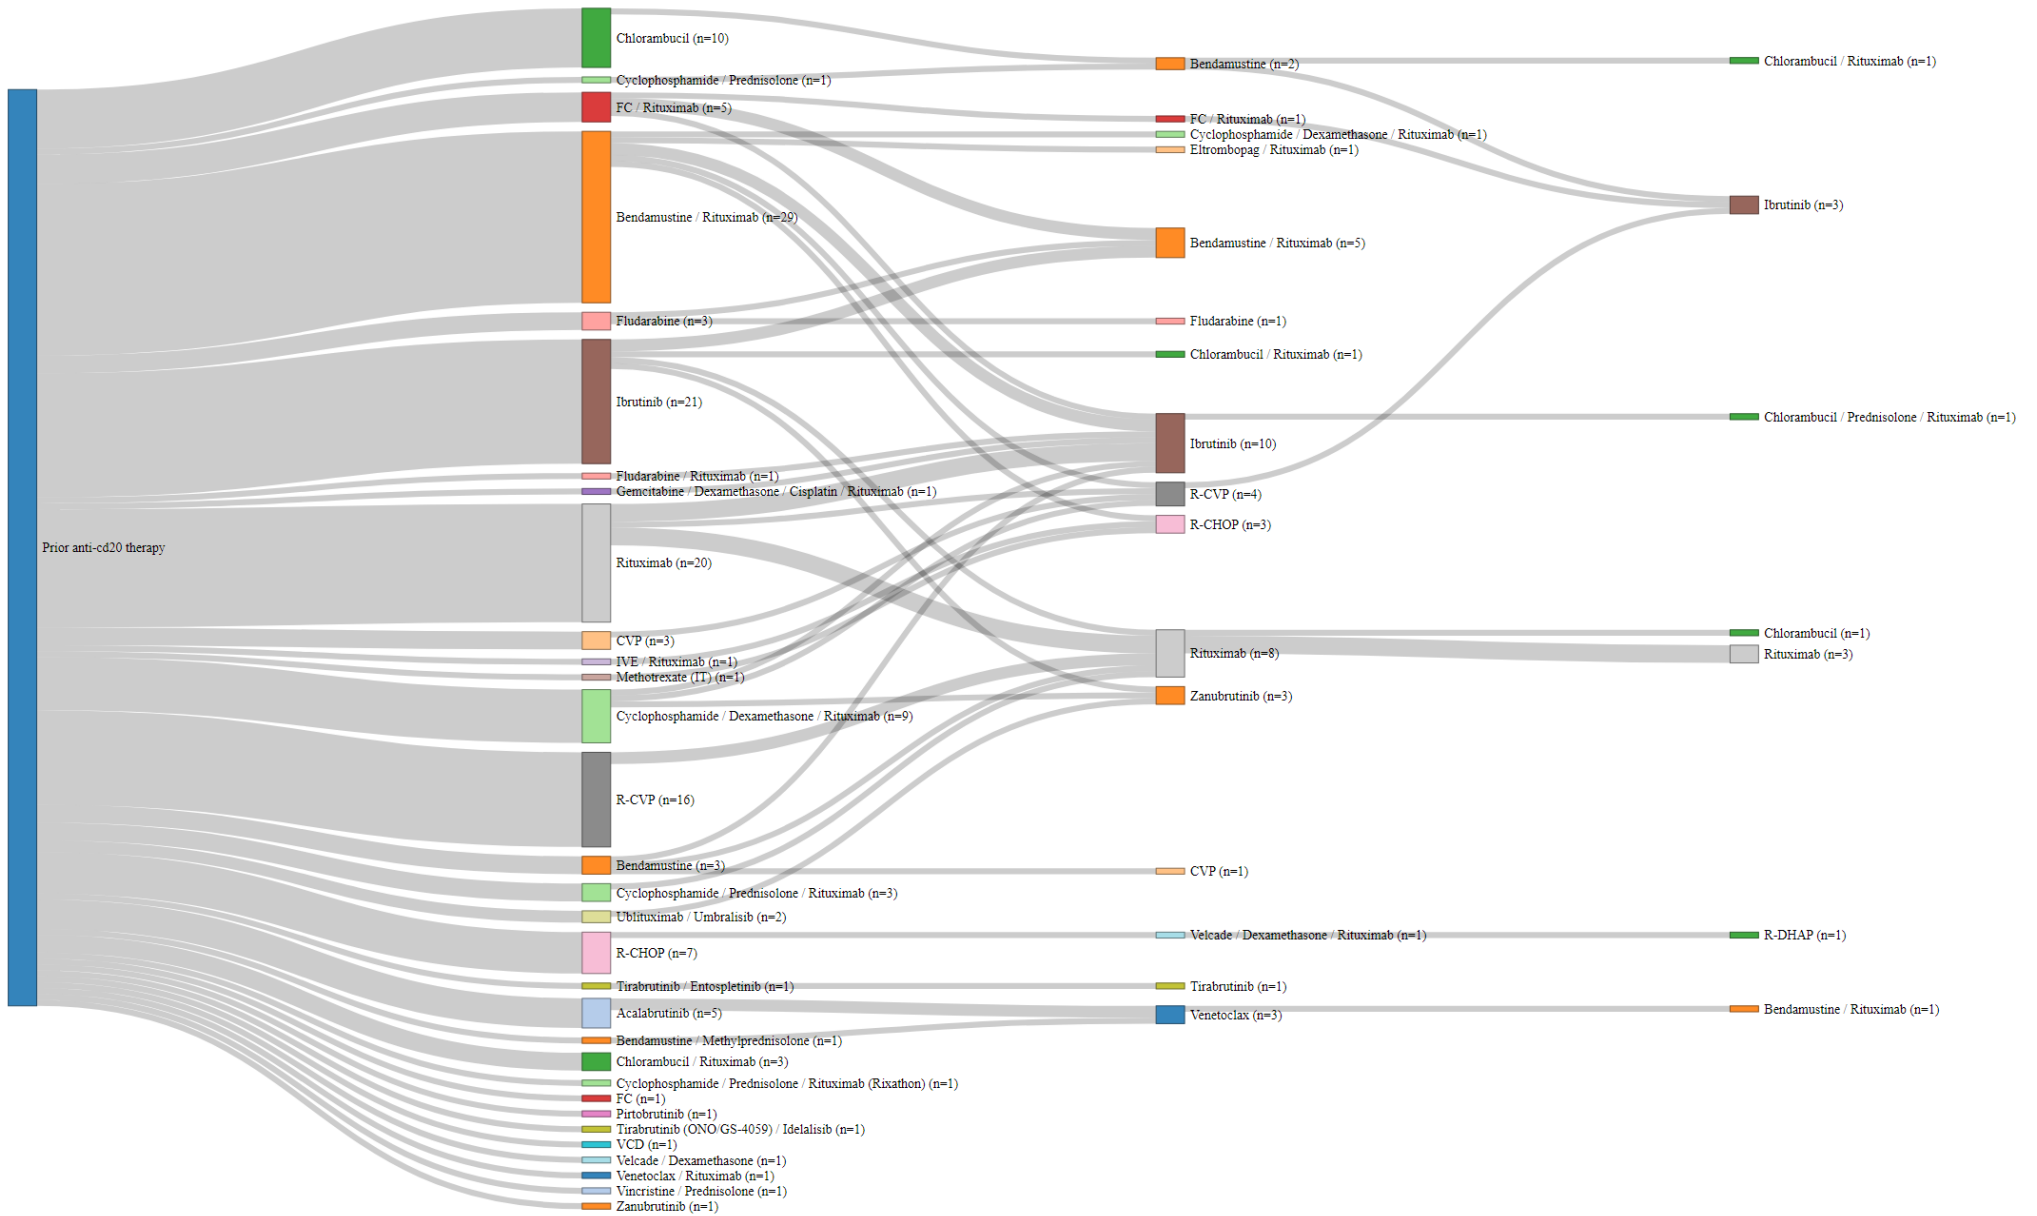 Prior anti-cd20 therapy
Chlorambucil (n=10)
Cyclophosphamide / Prednisolone (n=1)
FC / Rituximab (n=5)
Bendamustine / Rituximab (n=29)
Fludarabine (n=3)
Ibrutinib (n=21)
Fludarabine / Rituximab (n=1)
Gemcitabine / Dexamethasone / Cisplatin / Rituximab (n=1)
Rituximab (n=20)
CVP (n=3)
IVE / Rituximab (n=1)
Methotrexate (IT) (n=1)
Cyclophosphamide / Dexamethasone / Rituximab (n=9)
R-CVP (n=16)
Bendamustine (n=3)
Cyclophosphamide / Prednisolone / Rituximab (n=3)
Ublituximab / Umbralisib (n=2)
R-CHOP (n=7)
Tirabrutinib / Entospletinib (n=1)
Acalabrutinib (n=5)
Bendamustine / Methylprednisolone (n=1)
Chlorambucil / Rituximab (n=3)
Cyclophosphamide / Prednisolone / Rituximab (Rixathon) (n=1)
FC (n=1)
Pirtobrutinib (n=1)
Tirabrutinib (ONO/GS-4059) / Idelalisib (n=1)
VCD (n=1)
Velcade / Dexamethasone (n=1)
Venetoclax / Rituximab (n=1)
Vincristine / Prednisolone (n=1)
Zanubrutinib (n=1)
Bendamustine (n=2)
FC / Rituximab (n=1)
Cyclophosphamide / Dexamethasone / Rituximab (n=1)
Eltrombopag / Rituximab (n=1)
Bendamustine / Rituximab (n=5)
Fludarabine (n=1)
Chlorambucil / Rituximab (n=1)
Ibrutinib (n=10)
R-CVP (n=4)
R-CHOP (n=3)
Rituximab (n=8)
Zanubrutinib (n=3)
CVP (n=1)
Velcade / Dexamethasone / Rituximab (n=1)
Tirabrutinib (n=1)
Venetoclax (n=3)
Chlorambucil / Rituximab (n=1)
Ibrutinib (n=3)
Chlorambucil / Prednisolone / Rituximab (n=1)
Chlorambucil (n=1)
Rituximab (n=3)
R-DHAP (n=1)
Bendamustine / Rituximab (n=1)